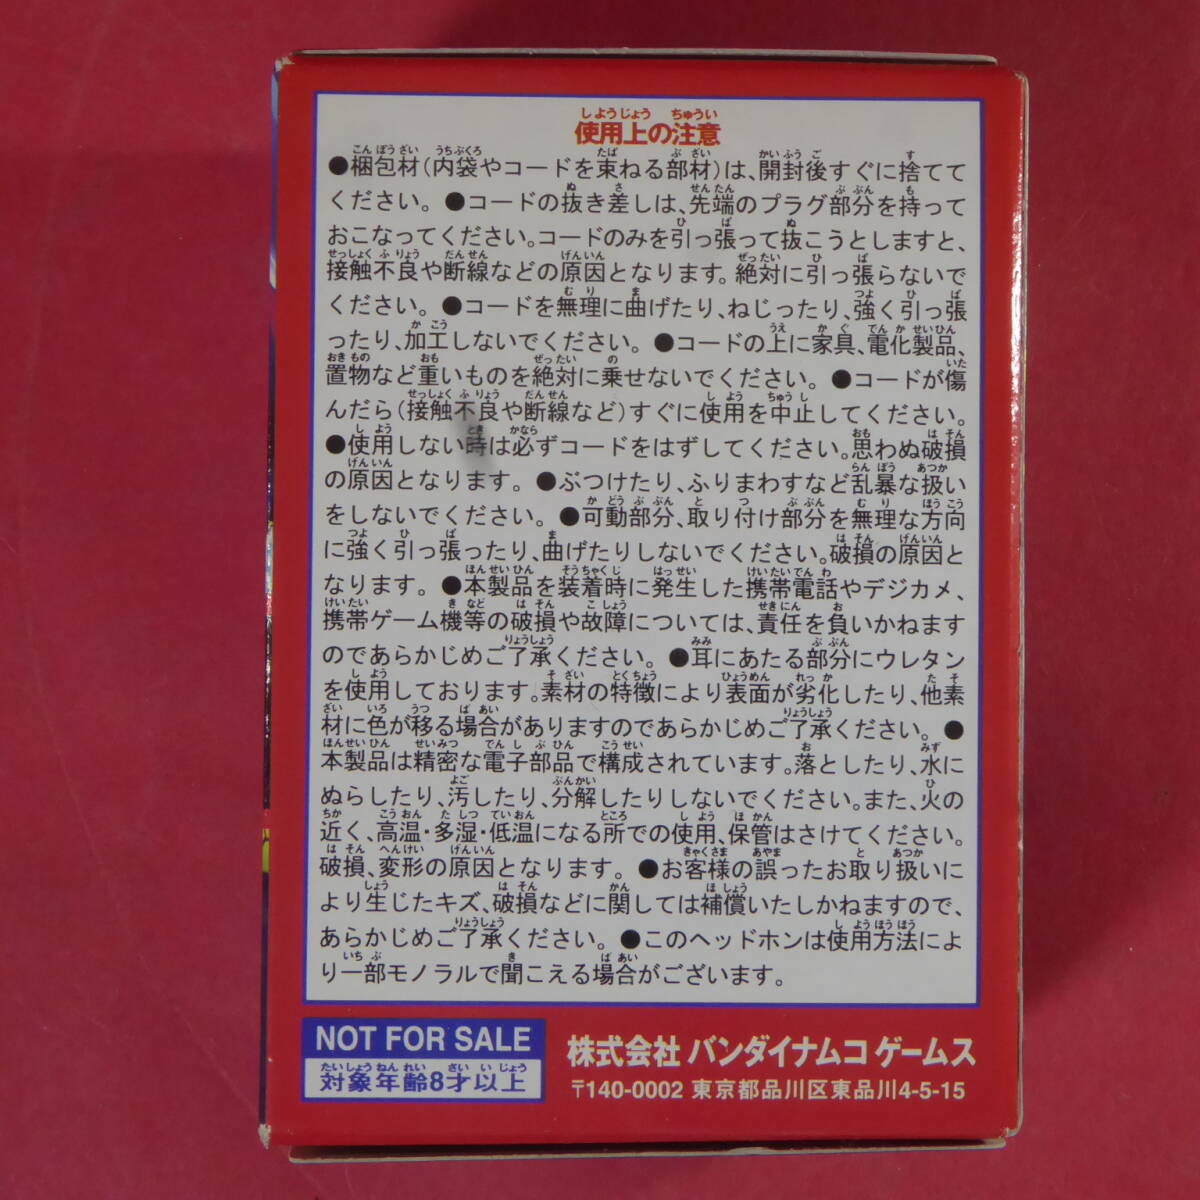 使用上の注意
●梱包材(内袋やコードを束ねる部材)は、開封後すぐに捨てて
ください。●コードの抜き差しは、先端のプラグ部分を持って
おこなってください。コードのみを引っ張って抜こうとしますと、
接触不良や断線などの原因となります。絶対に引っ張らないで
ください。●コードを無理に曲げたり、ねじったり、強く引っ張
ったり、加工しないでください。●コードの上に家具、電化製品、
置物など重いものを絶対に乗せないでください。●コードが傷
んだら(接触不良や断線など)すぐに使用を中止してください。
●使用しない時は必ずコードをはずしてください。思わぬ破損
の原因となります。●ぶつけたり、ふりまわすなど乱暴な扱い
をしないでください。●可動部分、取り付け部分を無理な方向
に強く引っ張ったり、曲げたりしないでください。破損の原因と
なります。●本製品を装着時に発生した携帯電話やデジカメ、
携帯ゲーム機等の破損や故障については、責任を負いかねます
のであらかじめご了承ください。●耳にあたる部分にウレタン
を使用しております。素材の特徴により表面が劣化したり、他素
材に色が移る場合がありますのであらかじめご了承ください。●
本製品は精密な電子部品で構成されています。落としたり、水に
ぬらしたり、汚したり、分解したりしないでください。また、火の
近く、高温・多湿・低温になる所での使用、保管はさけてください。
破損、変形の原因となります。●お客様の誤ったお取り扱いに
より生じたキズ、破損などに関しては補償いたしかねますので、
あらかじめご了承ください。●このヘッドホンは使用方法によ
り一部モノラルで聞こえる場合がございます。
NOT FOR SALE
対象年齢8才以上
株式会社 バンダイナムコ ゲームス
〒140-0002 東京都品川区東品川4-5-15